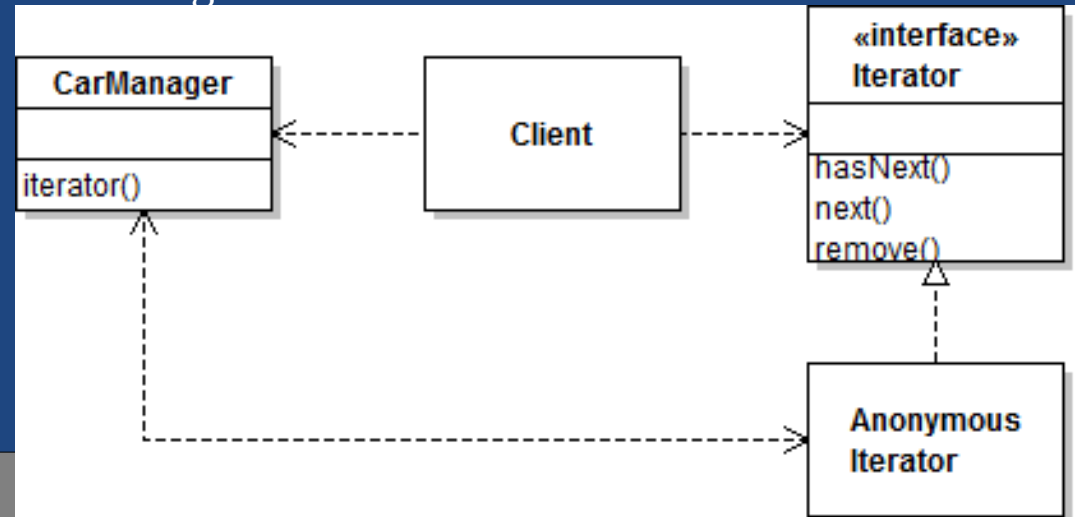 CarManager
iterator()
Client
«interface»
Iterator
hasNext()
next()
remove()
Anonymous
Iterator